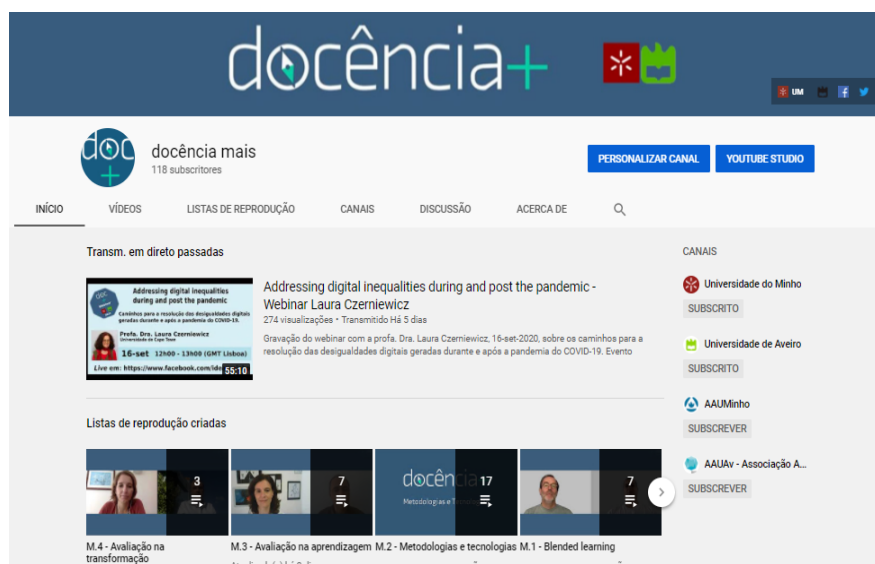 docência+
UM
doc
+
docência mais
118 subscritores
PERSONALIZAR CANAL
YOUTUBE STUDIO
INÍCIO
VÍDEOS
LISTAS DE REPRODUÇÃO
CANAIS
DISCUSSÃO
ACERCA DE
Transm. em direto passadas
Addressing digital inequalities
during and post the pandemic
Caminhos para a resolução das desigualdades digitais
geradas durante e após a pandemia do COVID-19.
Profa. Dra. Laura Czerniewicz
Universidade de Cape Town
16-set 12h00 - 13h00 (GMT Lisboa)
Live em: https://www.facebook.com/ide
55:10
Addressing digital inequalities during and post the pandemic -
Webinar Laura Czerniewicz
274 visualizações • Transmitido Há 5 dias
Gravação do webinar com a profa. Dra. Laura Czerniewicz, 16-set-2020, sobre os caminhos para a
resolução das desigualdades digitais geradas durante e após a pandemia do COVID-19. Evento
CANAIS
Universidade do Minho
SUBSCRITO
Universidade de Aveiro
SUBSCRITO
AAUMinho
SUBSCREVER
AAUAv - Associação A...
SUBSCREVER
Listas de reprodução criadas
3
7
docência
Metodologias e
17
7
M.4 - Avaliação na
transformação
M.3 - Avaliação na aprendizagem
M.2 - Metodologias e tecnologias
M.1 - Blended learning